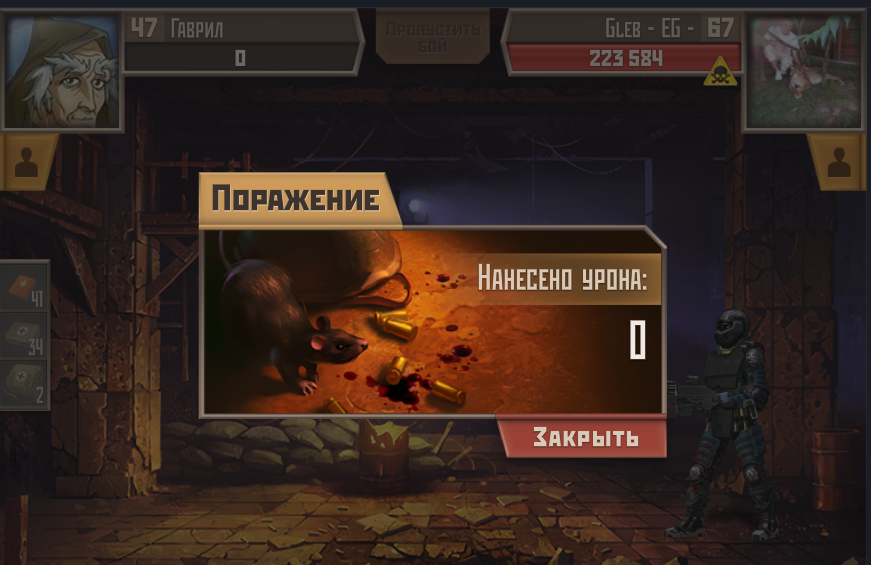 47 Гаврил
0
Пропустить
бой
Gleb - EG - 67
223 584
Поражение
Нанесено урона:
0
41
34
2
Закрыть